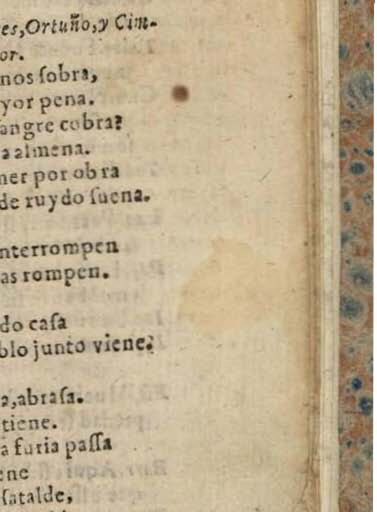 es, Ortuño, y Cim-
or.
nos ſobra,
yor pena.
angre cobra?
a almena.
ner por obra
de ruydo ſuena.
nterrompen
as rompen.
do caſa
blo junto viene?
a, abraſa.
tiene.
a furia paſſa
ene
ſatalde,